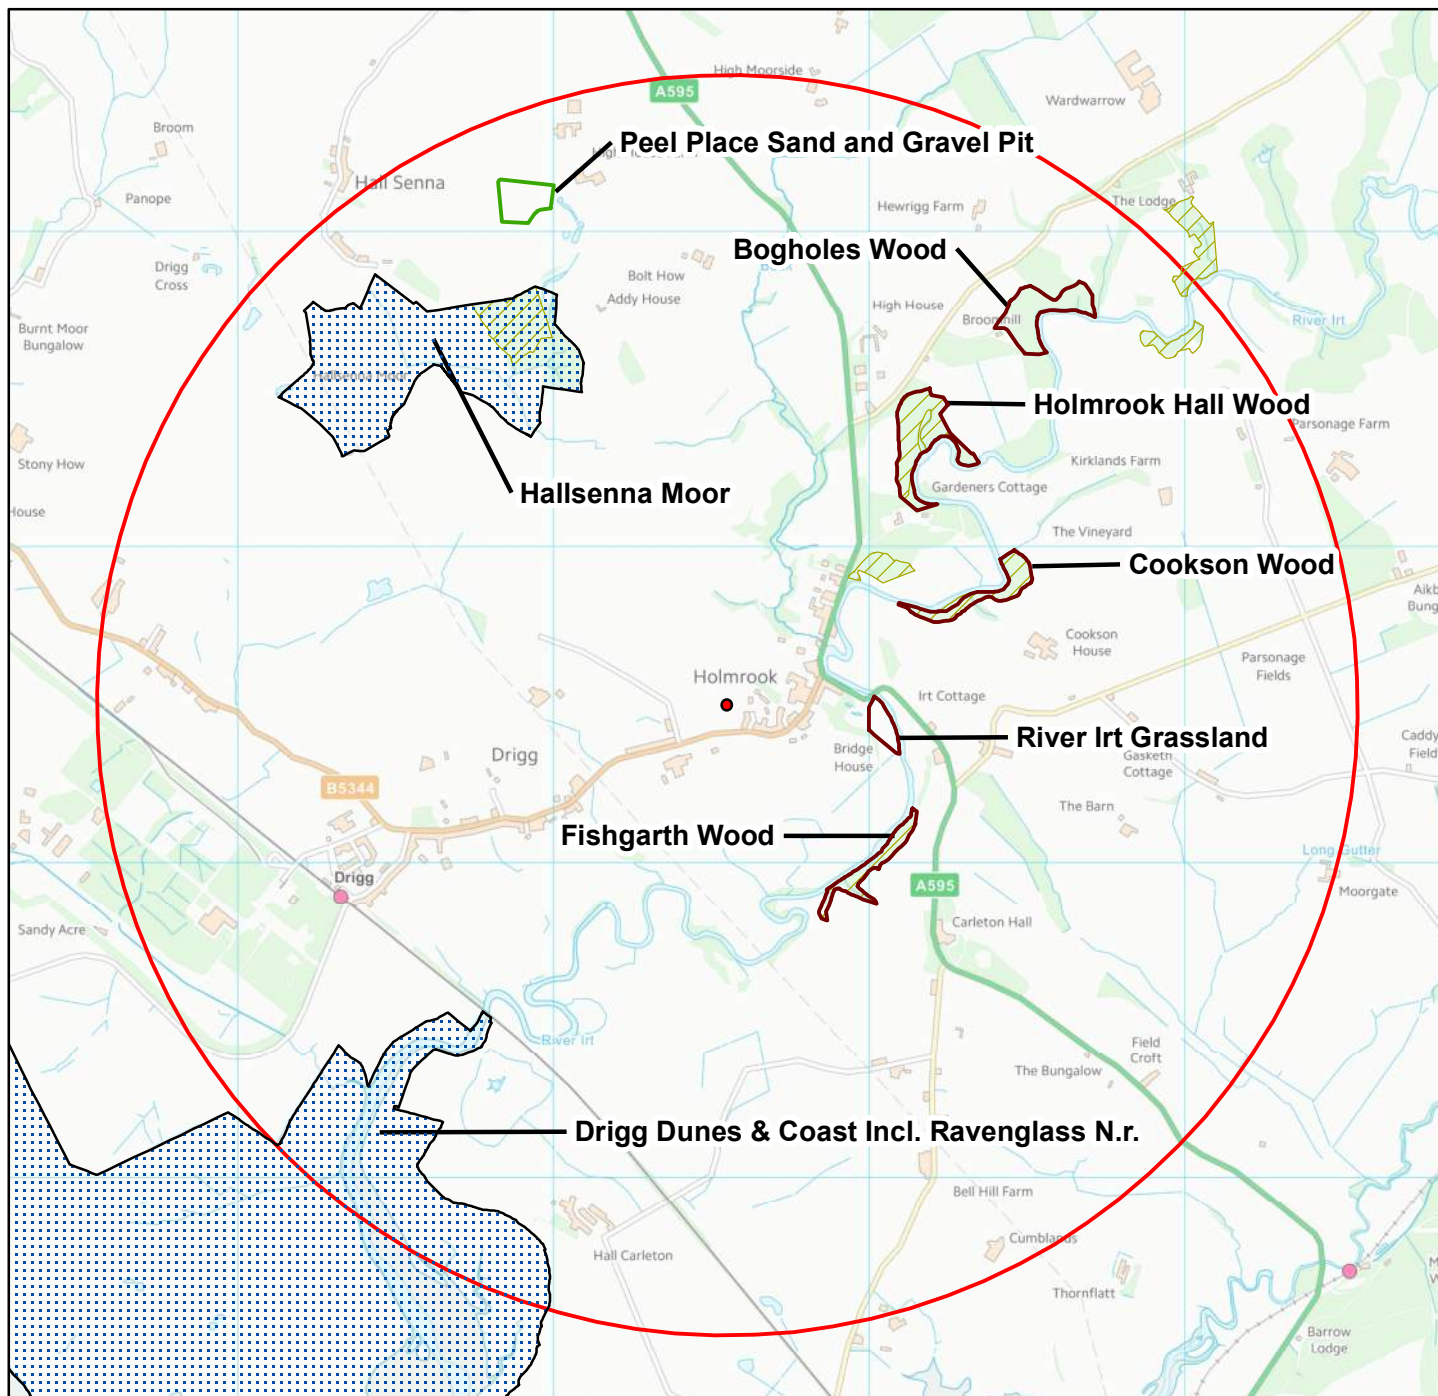 High Moorside
A595
Wardwarrow
Broom
Peel Place Sand and Gravel Pit
Hall Senna
Panope
The Lodge
Hewrigg Farm
Bogholes Wood
Drigg
Cross
Bolt How
Addy House
High House
Broomhill
River Irt
Burnt Moor
Bungalow
Hallsenna Moor
Holmrook Hall Wood
Parsonage Farm
Stony How
Kirklands Farm
Hallsenna Moor
Gardeners Cottage
House
The Vineyard
Cookson Wood
Cookson
House
Parsonage
Fields
Holmrook
Irt Cottage
River Irt Grassland
Bridge
House
Gasketh
Cottage
Drigg
B5344
The Barn
Fishgarth Wood
Long Gutter
Drigg
A595
Moorgate
Sandy Acre
Carleton Hall
River Irt
Field
Croft
The Bungalow
Drigg Dunes & Coast Incl. Ravenglass N.r.
Bell Hill Farm
Cumblands
Hall Carleton
Thornflatt
Barrow
Lodge